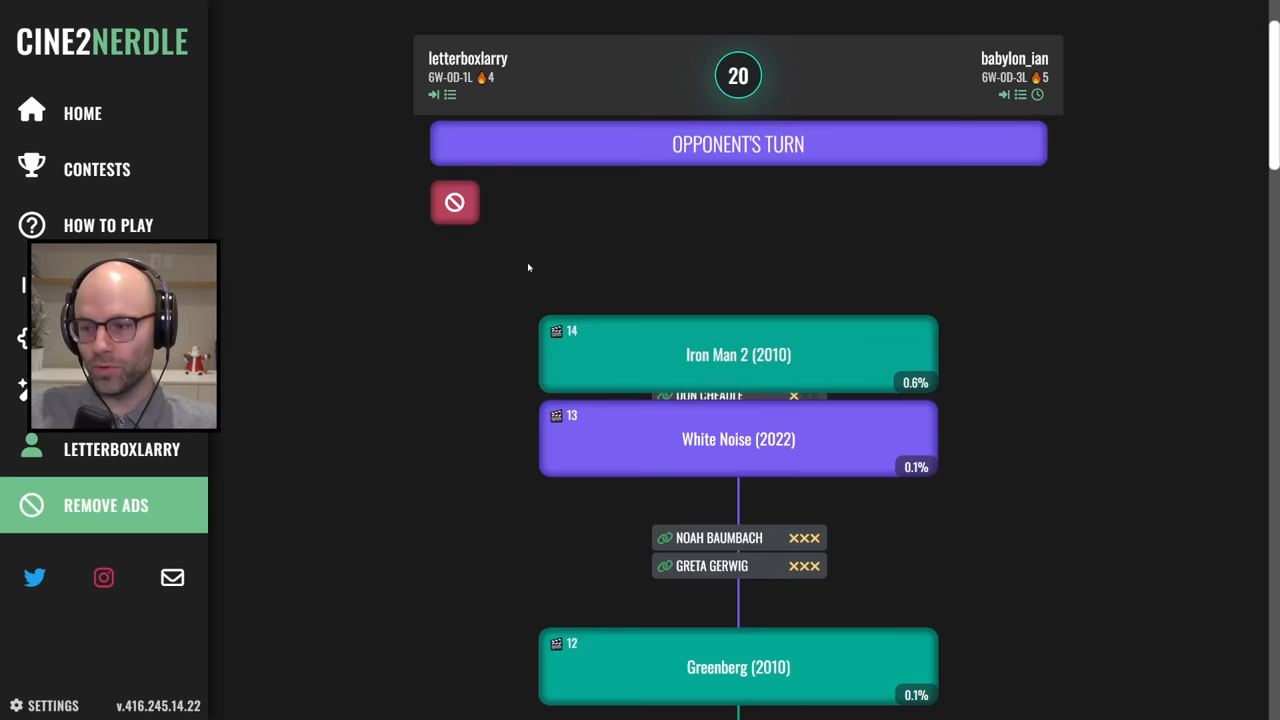 CINE2NERDLE
HOME
CONTESTS
HOW TO PLAY
LETTERBOXLARRY
REMOVE ADS
SETTINGS
v.416.245.14.22
letterboxlarry
6W-0D-1L 🔥4
20
babylon_ian
6W-0D-3L 🔥5
OPPONENT'S TURN
14
Iron Man 2 (2010)
0.6%
DON CHEADLE
13
White Noise (2022)
0.1%
NOAH BAUMBACH
GRETA GERWIG
12
Greenberg (2010)
0.1%